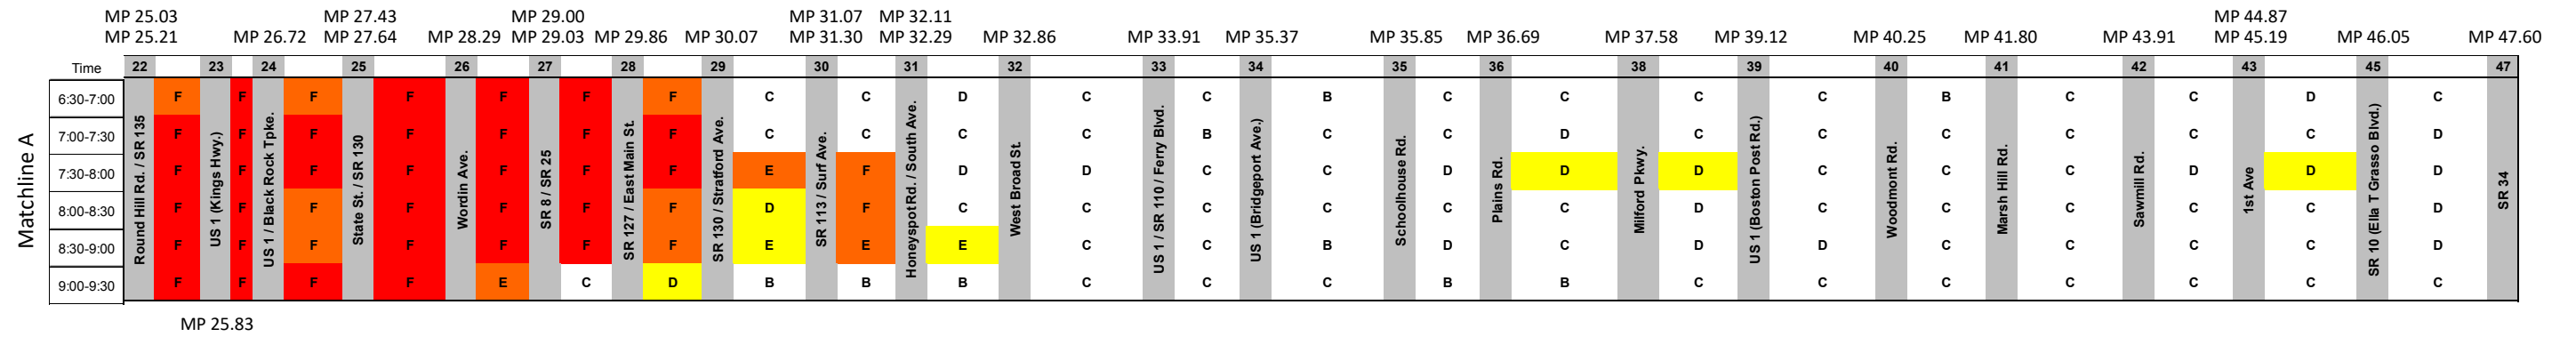 MP 25.03 MP 27.43 MP 29.00 MP 31.07 MP 32.11 MP 44.87
MP 25.21 MP 26.72 MP 27.64 MP 28.29 MP 29.03 MP 29.86 MP 30.07 MP 31.30 MP 32.29 MP 32.86 MP 33.91 MP 35.37 MP 35.85 MP 36.69 MP 37.58 MP 39.12 MP 40.25 MP 41.80 MP 43.91 MP 45.19 MP 46.05 MP 47.60
Time 22 23 24 25 26 27 28 29 30 31 32 33 34 35 36 38 39 40 41 42 43 45 47
6:30-7:00 F F F F F F F C C D C C B C C C C B C C D C
7:00-7:30 F F F F F F F C C C C B C C D C C C C C C D
7:30-8:00 F F F F F F F E F D D C C D D D C C C D D D
8:00-8:30 F F F F F F F D F C C C C C C D C C C C C D
8:30-9:00 F F F F F F F E E E C C B D C D D C C C C D
9:00-9:30 F F F F E C D B B B C C C B B C C C C C C C
Matchline A
Round Hill Rd. / SR 135
US 1 (Kings Hwy.)
US 1 / Black Rock Tpke.
State St. / SR 130
Wordin Ave.
SR 8 / SR 25
SR 127 / East Main St.
SR 130 / Stratford Ave.
SR 113 / Surf Ave.
Honeyspot Rd. / South Ave.
West Broad St.
US 1 / SR 110 / Ferry Blvd.
US 1 (Bridgeport Ave.)
Schoolhouse Rd.
Plains Rd.
Milford Pkwy.
US 1 (Boston Post Rd.)
Woodmont Rd.
Marsh Hill Rd.
Sawmill Rd.
1st Ave
SR 10 (Ella T Grasso Blvd.)
SR 34
MP 25.83